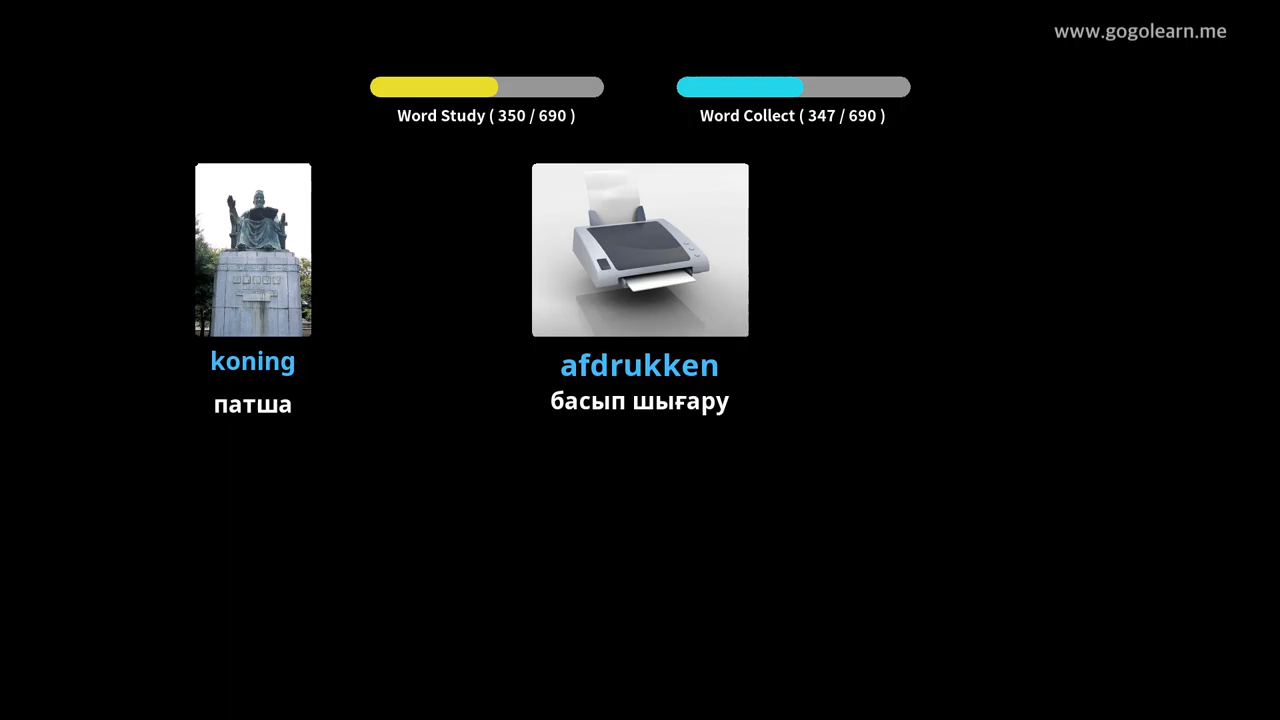 www.gogolearn.me
Word Study ( 350 / 690 )
Word Collect ( 347 / 690 )
koning
патша
afdrukken
басып шығару